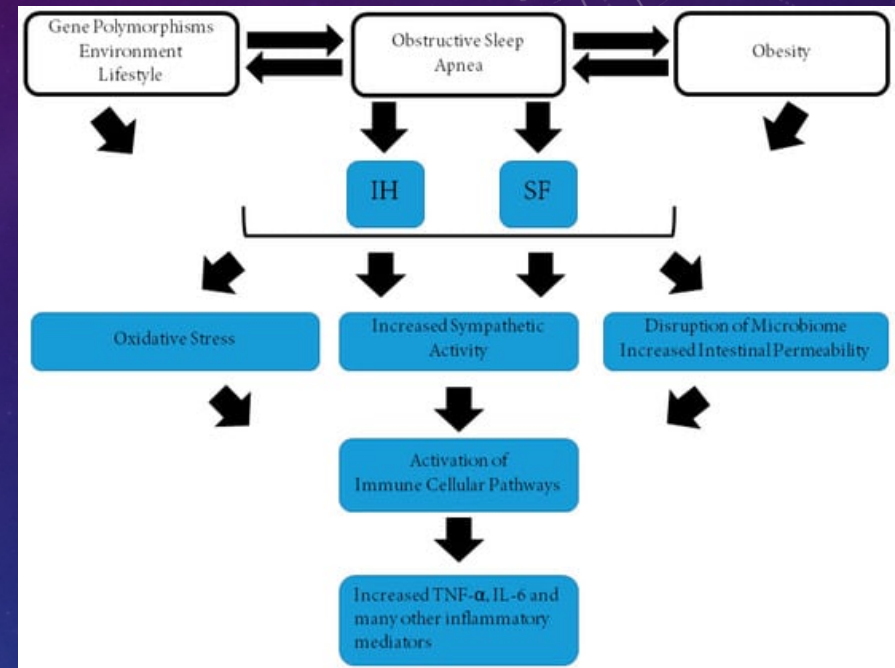 Gene Polymorphisms
Environment
Lifestyle
Obstructive Sleep
Apnea
Obesity
IH
SF
Oxidative Stress
Increased Sympathetic
Activity
Disruption of Microbiome
Increased Intestinal Permeability
Activation of
Immune Cellular Pathways
Increased TNF-α, IL-6 and
many other inflammatory
mediators